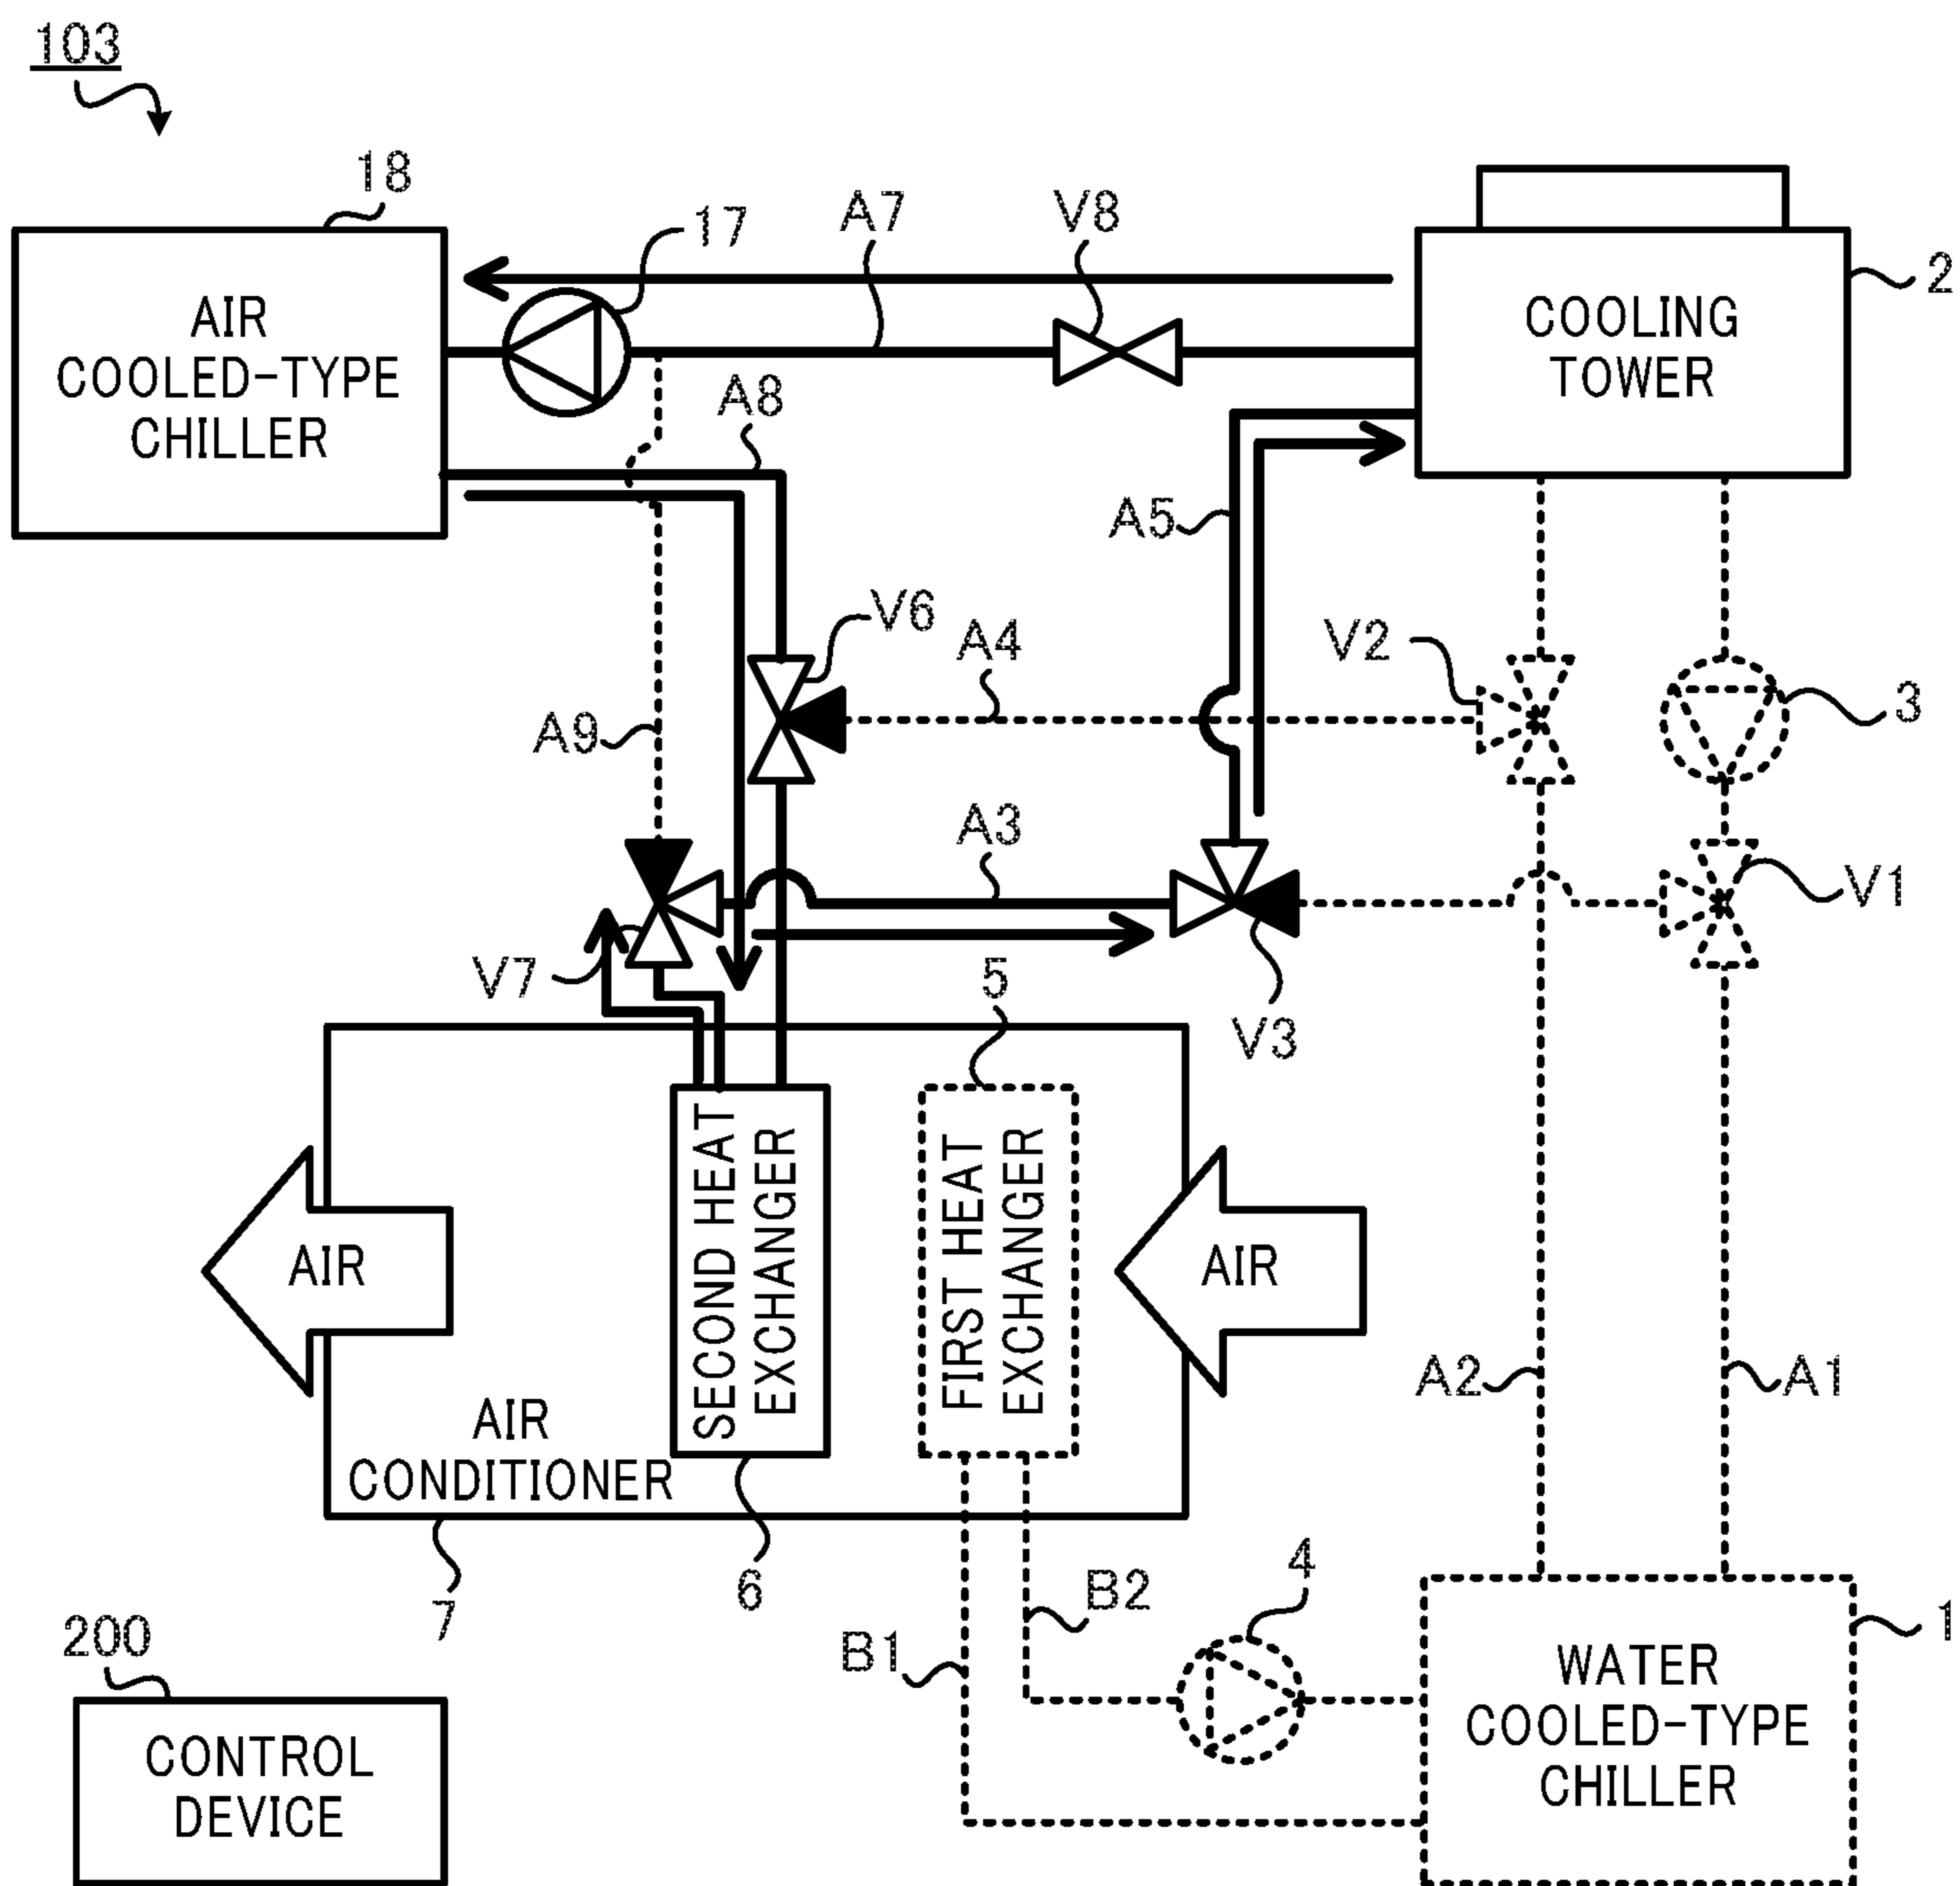 103
18
17
A7
V8
2
AIR
COOLED-TYPE
CHILLER
COOLING
TOWER
A8
A5
V6
A4
V2
3
A9
A3
V1
V7
5
V3
SECOND HEAT
EXCHANGER
FIRST HEAT
EXCHANGER
AIR
AIR
A2
A1
AIR
CONDITIONER
7
6
B2
4
B1
1
200
CONTROL
DEVICE
WATER
COOLED-TYPE
CHILLER